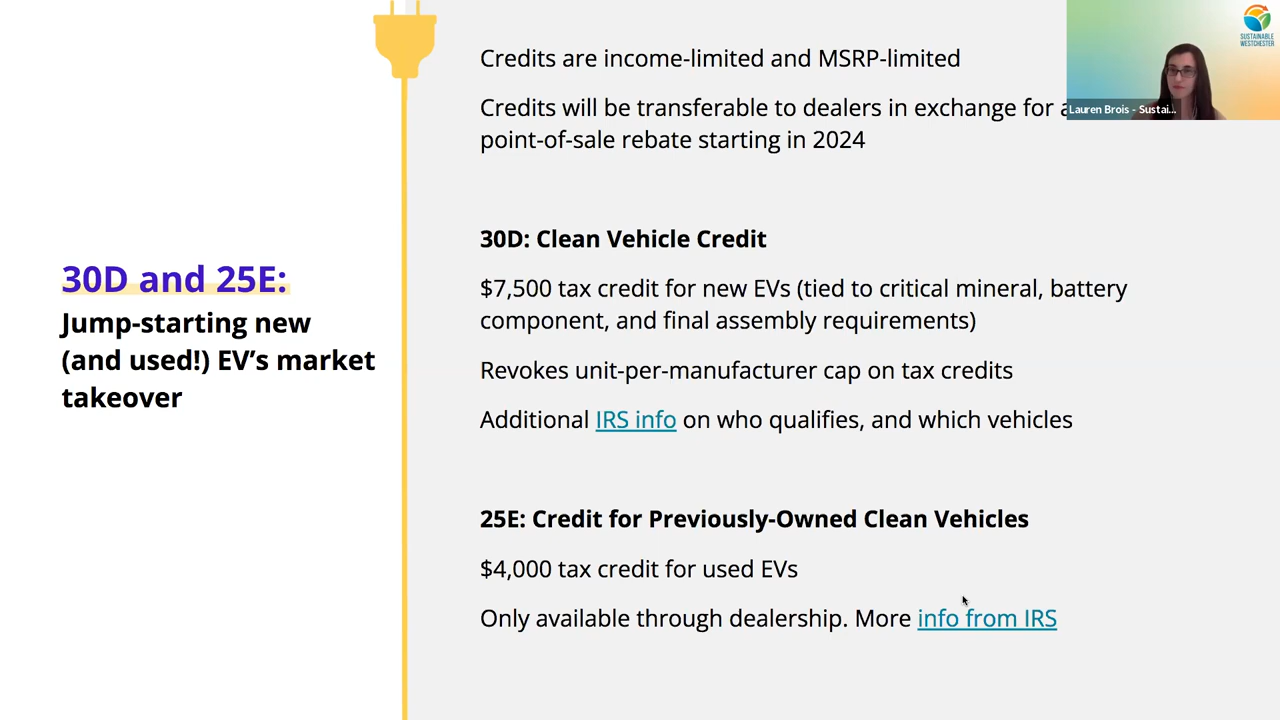 30D and 25E:
Jump-starting new
(and used!) EV’s market
takeover
Credits are income-limited and MSRP-limited
Credits will be transferable to dealers in exchange for a
point-of-sale rebate starting in 2024
30D: Clean Vehicle Credit
$7,500 tax credit for new EVs (tied to critical mineral, battery
component, and final assembly requirements)
Revokes unit-per-manufacturer cap on tax credits
Additional IRS info on who qualifies, and which vehicles
25E: Credit for Previously-Owned Clean Vehicles
$4,000 tax credit for used EVs
Only available through dealership. More info from IRS
SUSTAINABLE
WESTCHESTER
Lauren Brois - Sustai...